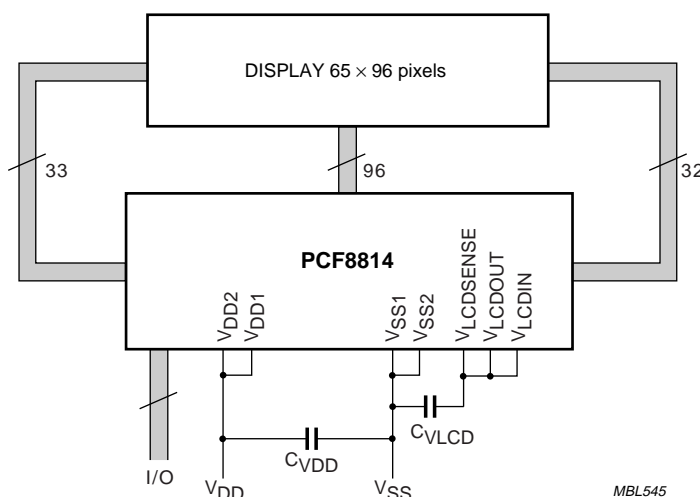 DISPLAY 65 × 96 pixels
33
96
32
PCF8814
VDD2
VDD1
VSS1
VSS2
VLCDSENSE
VLCDOUT
VLCDIN
CVLCD
CVDD
I/O
VDD
VSS
MBL545